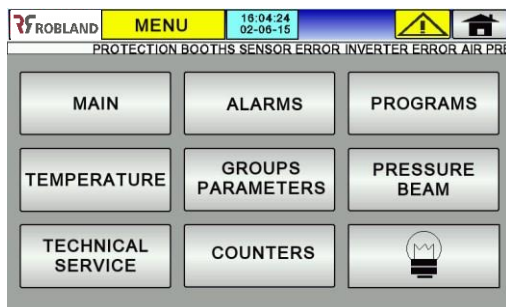 ROBLAND MENU 16:04:24
02-06-15
PROTECTION BOOTHS SENSOR ERROR INVERTER ERROR AIR PRE
MAIN ALARMS PROGRAMS
TEMPERATURE GROUPS PARAMETERS PRESSURE BEAM
TECHNICAL SERVICE COUNTERS